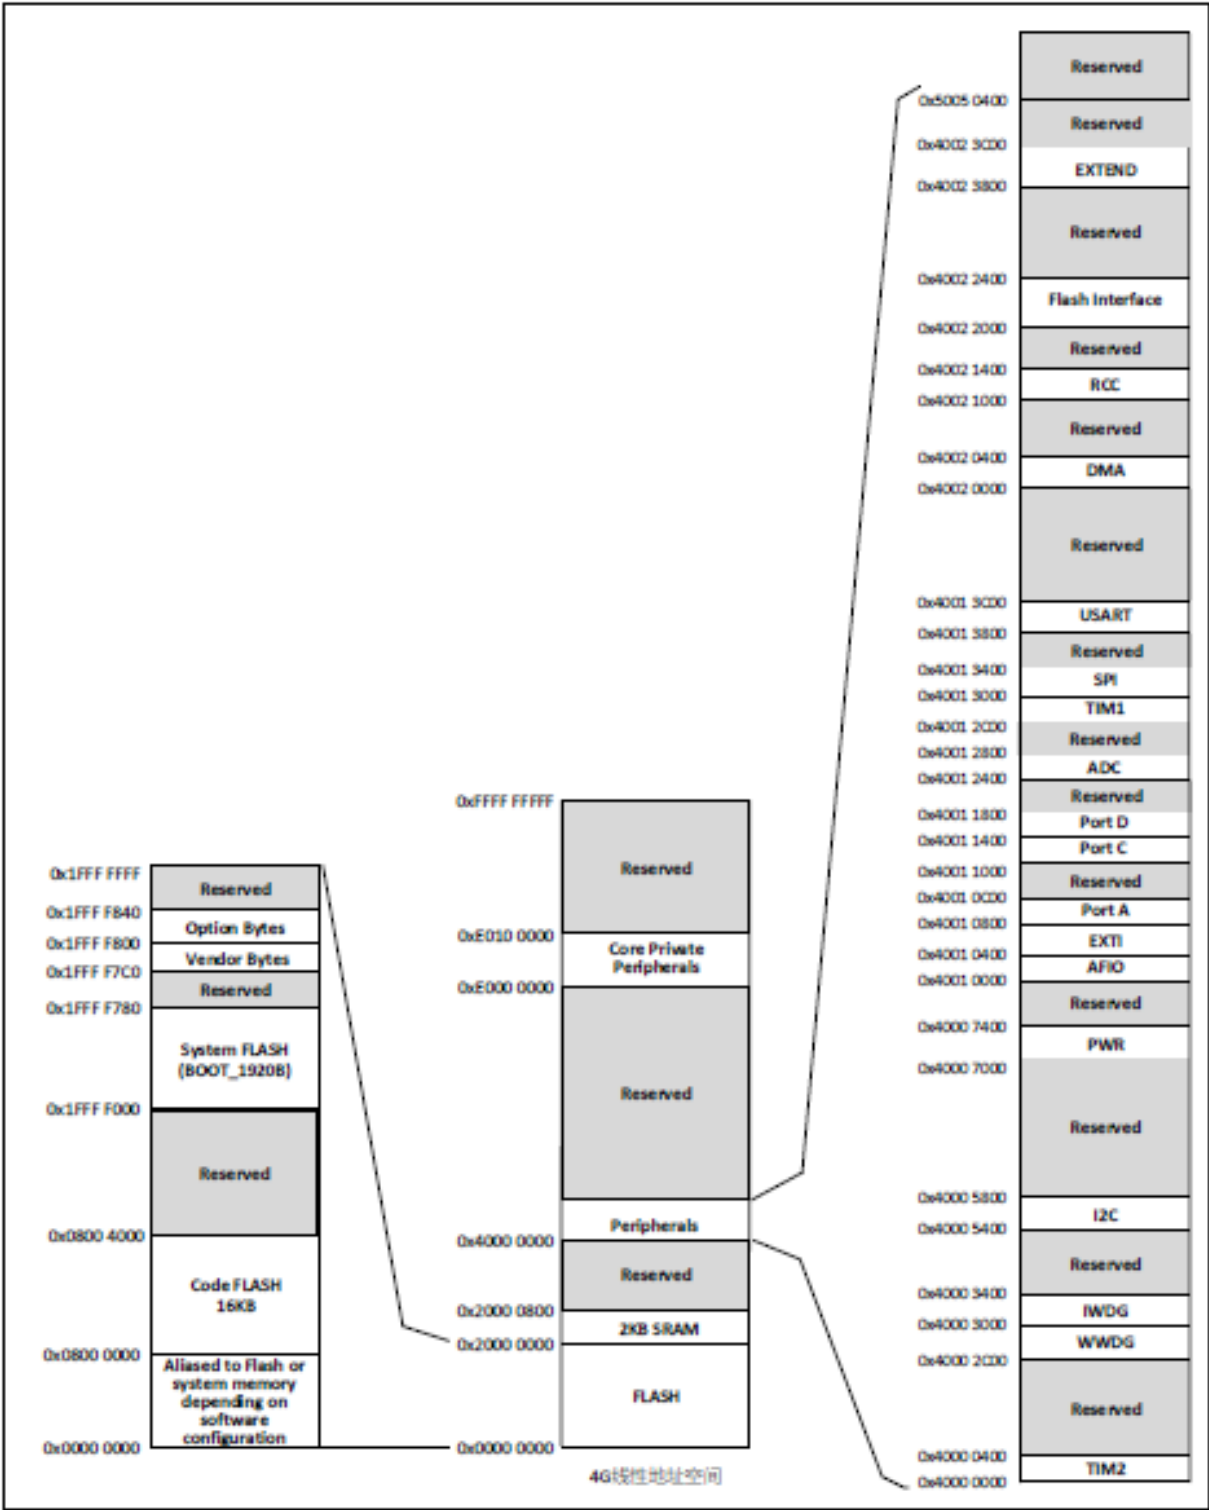 0x1FFF FFFF
Reserved
0x1FFF F840
Option Bytes
0x1FFF F800
Vendor Bytes
0x1FFF F7C0
Reserved
0x1FFF F780
System FLASH
(BOOT_1920B)
0x1FFF F000
Reserved
0x0800 4000
Code FLASH
16KB
0x0800 0000
Aliased to Flash or
system memory
depending on
software
configuration
0x0000 0000
0xFFFF FFFFF
Reserved
0xE010 0000
Core Private
Peripherals
0xE000 0000
Reserved
Peripherals
0x4000 0000
Reserved
0x2000 0800
2KB SRAM
0x2000 0000
FLASH
0x0000 0000
4G线性地址空间
Reserved
0x5005 0400
Reserved
0x4002 3C00
EXTEND
0x4002 3800
Reserved
0x4002 2400
Flash Interface
0x4002 2000
Reserved
0x4002 1400
RCC
0x4002 1000
Reserved
0x4002 0400
DMA
0x4002 0000
Reserved
0x4001 3C00
USART
0x4001 3800
Reserved
0x4001 3400
SPI
0x4001 3000
TIM1
0x4001 2C00
Reserved
0x4001 2800
ADC
0x4001 2400
Reserved
0x4001 1800
Port D
0x4001 1400
Port C
0x4001 1000
Reserved
0x4001 0C00
Port A
0x4001 0800
EXTI
0x4001 0400
AFIO
0x4001 0000
Reserved
0x4000 7400
PWR
0x4000 7000
Reserved
0x4000 5800
I2C
0x4000 5400
Reserved
0x4000 3400
IWDG
0x4000 3000
WWDG
0x4000 2C00
Reserved
0x4000 0400
TIM2
0x4000 0000